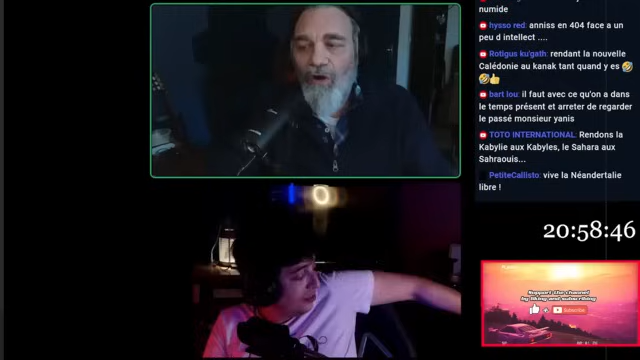 numide
hysso red: anniss en 404 face a un
peu d intellect ....
Rotigus ku'gath: rendant la nouvelle
Calédonie au kanak tant quand y es 🤣
🤣👍
bart lou: il faut avec ce qu'on a dans
le temps présent et arreter de regarder
le passé monsieur yanis
TOTO INTERNATIONAL: Rendons la
Kabylie aux Kabyles, le Sahara aux
Sahraouis...
PetiteCallisto: vive la Néandertalie
libre !
20:58:46
Support the channel
by liking and subscribing
Subscribe